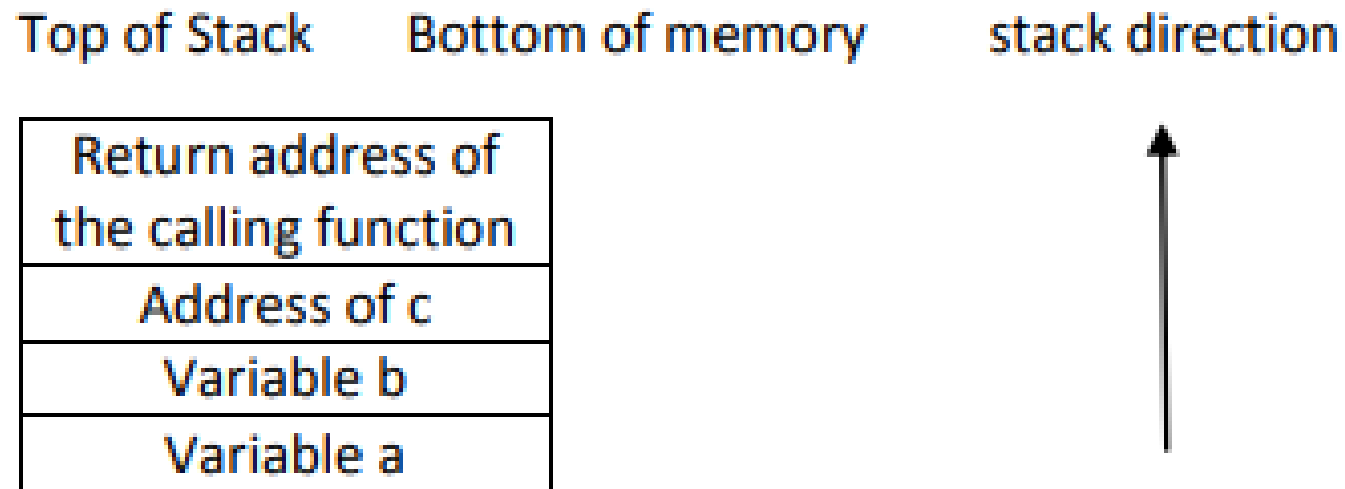 Top of Stack Bottom of memory stack direction
Return address of
the calling function
Address of c
Variable b
Variable a